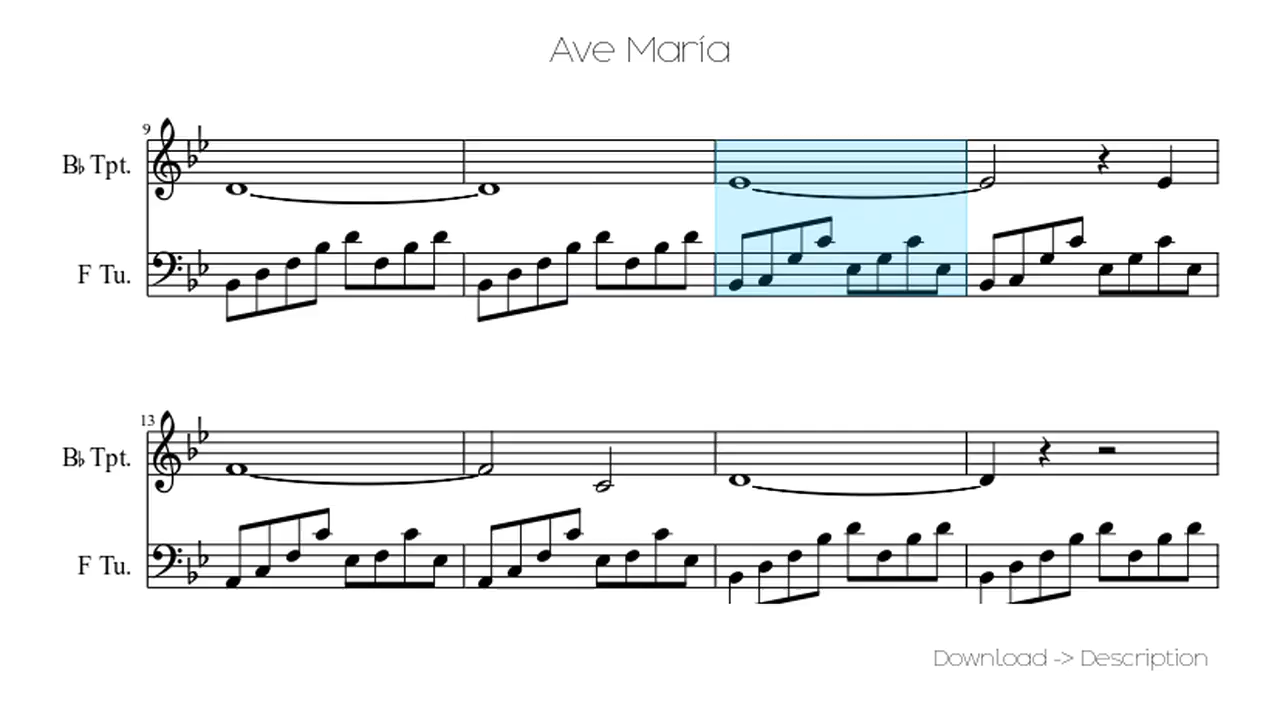 Ave María
9
B♭ Tpt.
F Tu.
13
B♭ Tpt.
F Tu.
Download -> Description